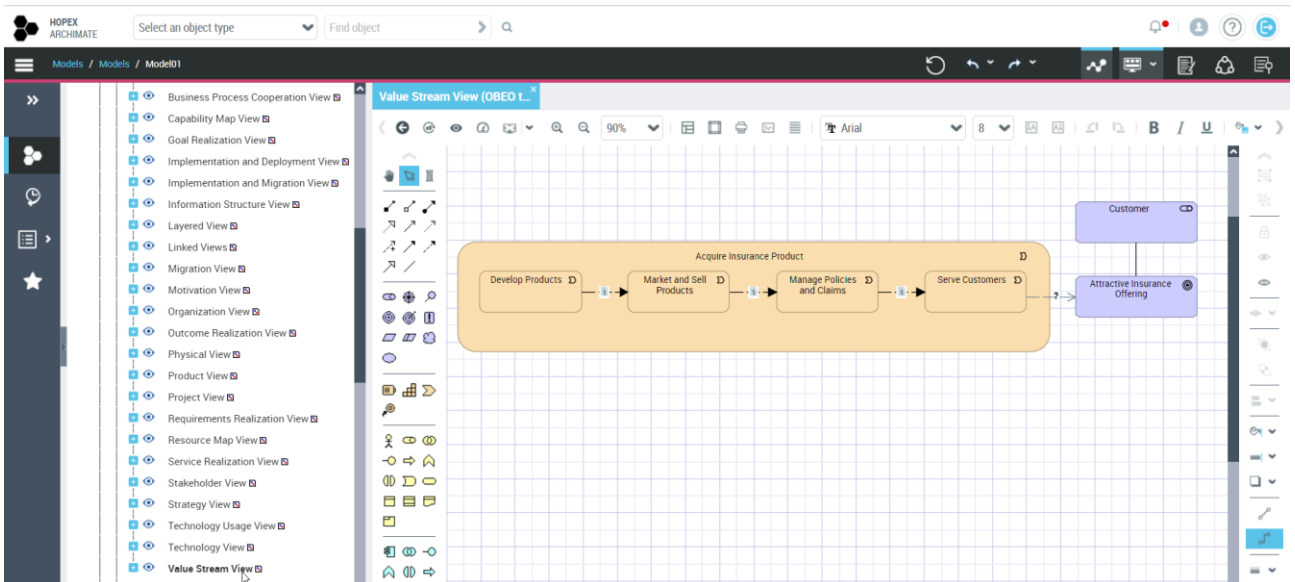 HOPEX
ARCHIMATE
Select an object type
Find object
Models / Models / Model01
Business Process Cooperation View
Capability Map View
Goal Realization View
Implementation and Deployment View
Implementation and Migration View
Information Structure View
Layered View
Linked Views
Migration View
Motivation View
Organization View
Outcome Realization View
Physical View
Product View
Project View
Requirements Realization View
Resource Map View
Service Realization View
Stakeholder View
Strategy View
Technology Usage View
Technology View
Value Stream View
Value Stream View (OBEO t...
90%
Arial
8
B I U
Customer
Acquire Insurance Product
Develop Products
Market and Sell
Products
Manage Policies
and Claims
Serve Customers
?
Attractive Insurance
Offering